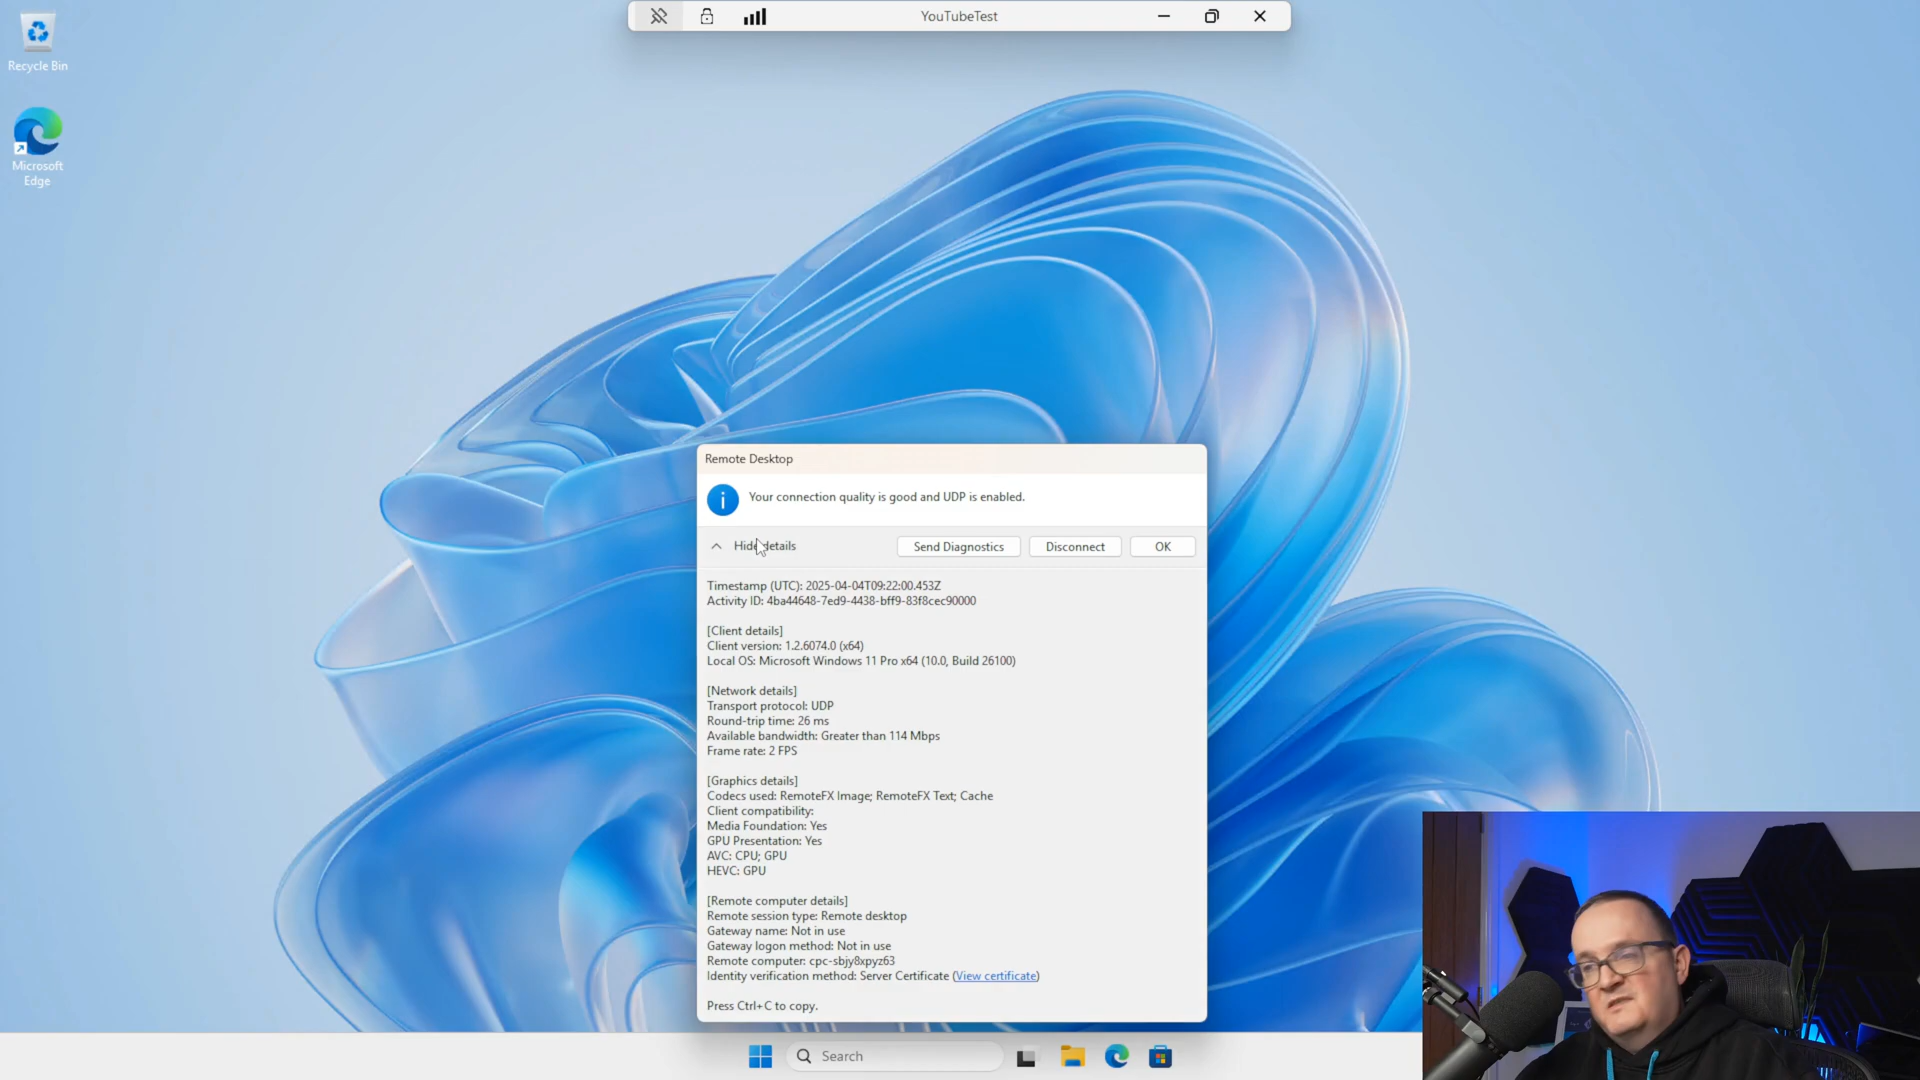 YouTubeTest
Recycle Bin
Microsoft
Edge
Remote Desktop
Your connection quality is good and UDP is enabled.
Hide details
Send Diagnostics
Disconnect
OK
Timestamp (UTC): 2025-04-04T09:22:00.453Z
Activity ID: 4ba44648-7ed9-4438-bff9-83f8cec90000
[Client details]
Client version: 1.2.6074.0 (x64)
Local OS: Microsoft Windows 11 Pro x64 (10.0, Build 26100)
[Network details]
Transport protocol: UDP
Round-trip time: 26 ms
Available bandwidth: Greater than 114 Mbps
Frame rate: 2 FPS
[Graphics details]
Codecs used: RemoteFX Image; RemoteFX Text; Cache
Client compatibility:
Media Foundation: Yes
GPU Presentation: Yes
AVC: CPU; GPU
HEVC: GPU
[Remote computer details]
Remote session type: Remote desktop
Gateway name: Not in use
Gateway logon method: Not in use
Remote computer: cpc-sbjy8xpyz63
Identity verification method: Server Certificate (View certificate)
Press Ctrl+C to copy.
Search